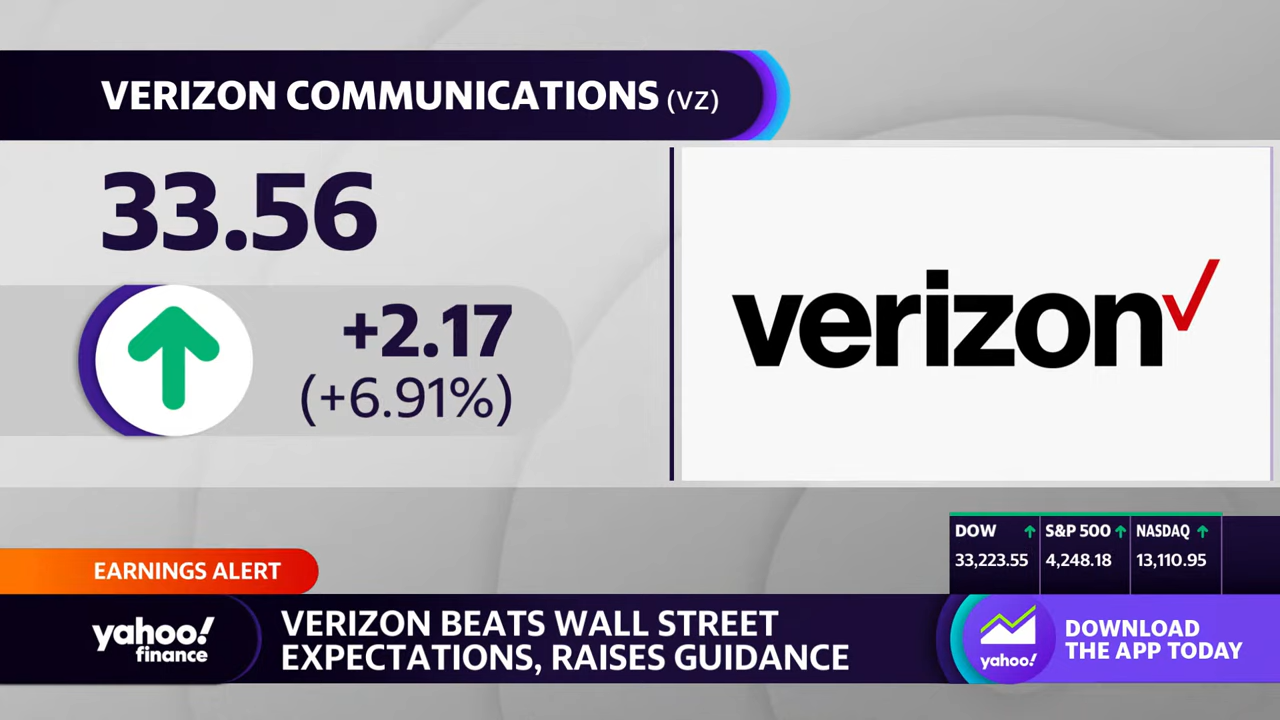 VERIZON COMMUNICATIONS (VZ)
33.56
+2.17
(+6.91%)
verizon
DOW
33,223.55
S&P 500
4,248.18
NASDAQ
13,110.95
EARNINGS ALERT
yahoo!
finance
VERIZON BEATS WALL STREET
EXPECTATIONS, RAISES GUIDANCE
yahoo!
DOWNLOAD
THE APP TODAY